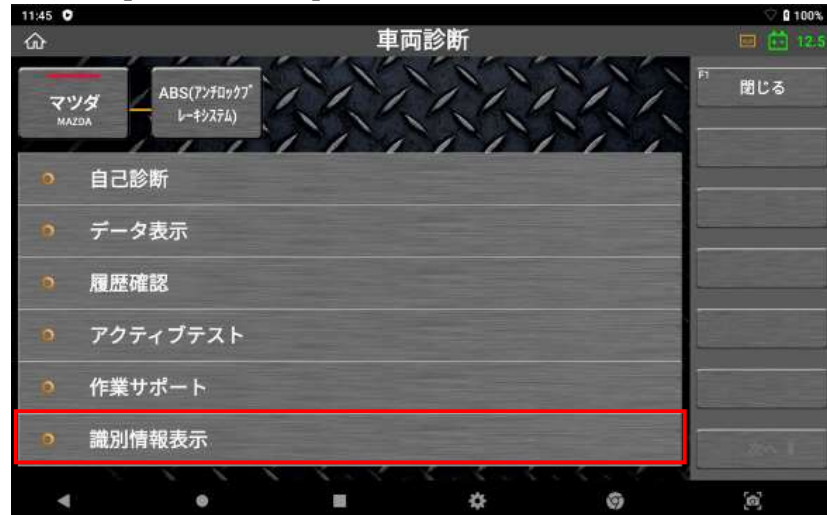 11:45
100%
車両診断
12.5
マツダ
MAZDA
ABS(アンチロックブ
レーキシステム)
F1
閉じる
自己診断
データ表示
履歴確認
アクティブテスト
作業サポート
識別情報表示
次へ